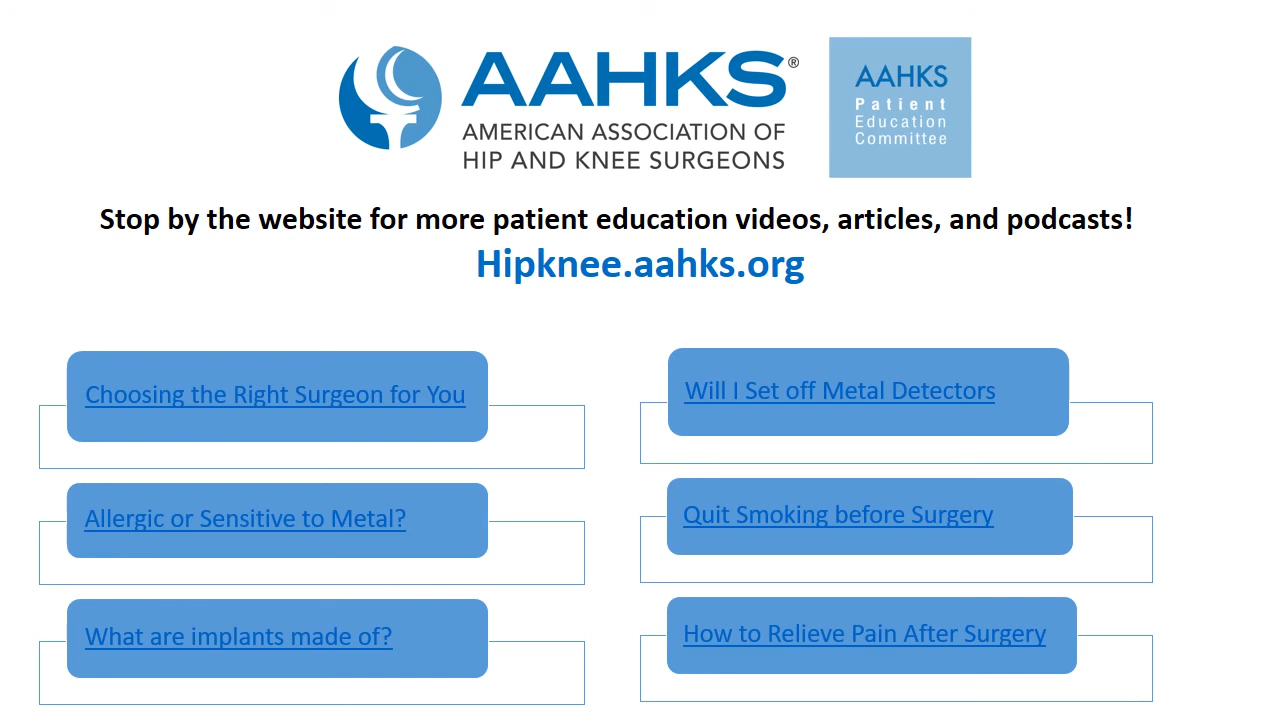 AAHKS®
AMERICAN ASSOCIATION OF
HIP AND KNEE SURGEONS
AAHKS
Patient
Education
Committee
Stop by the website for more patient education videos, articles, and podcasts!
Hipknee.aahks.org
Choosing the Right Surgeon for You
Allergic or Sensitive to Metal?
What are implants made of?
Will I Set off Metal Detectors
Quit Smoking before Surgery
How to Relieve Pain After Surgery